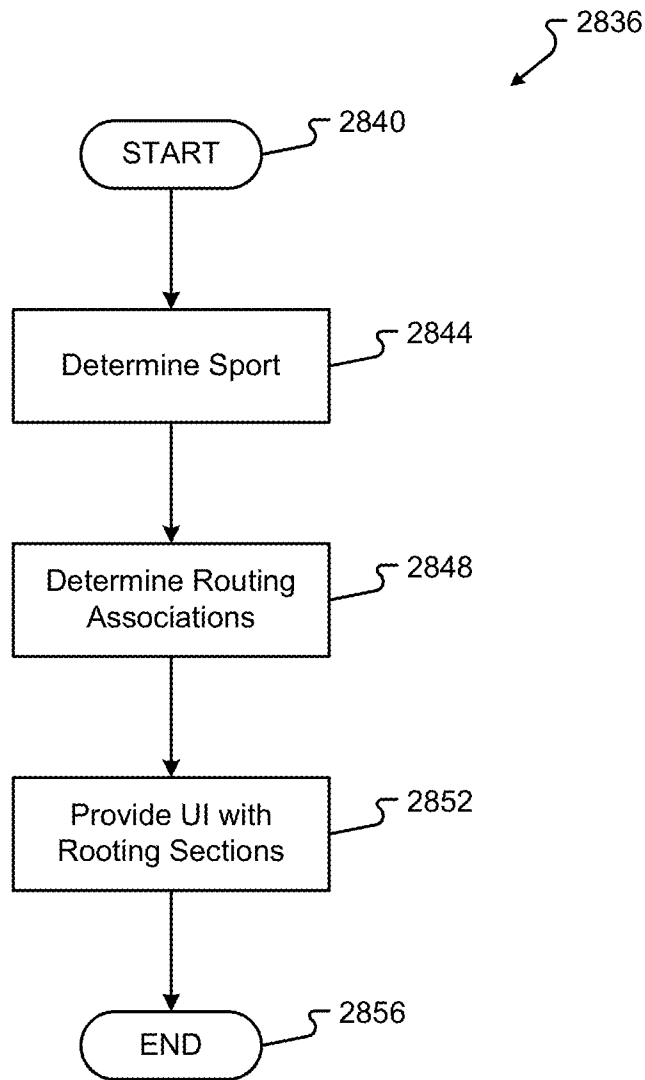 2836
START
2840
Determine Sport
2844
Determine Routing
Associations
2848
Provide UI with
Rooting Sections
2852
END
2856